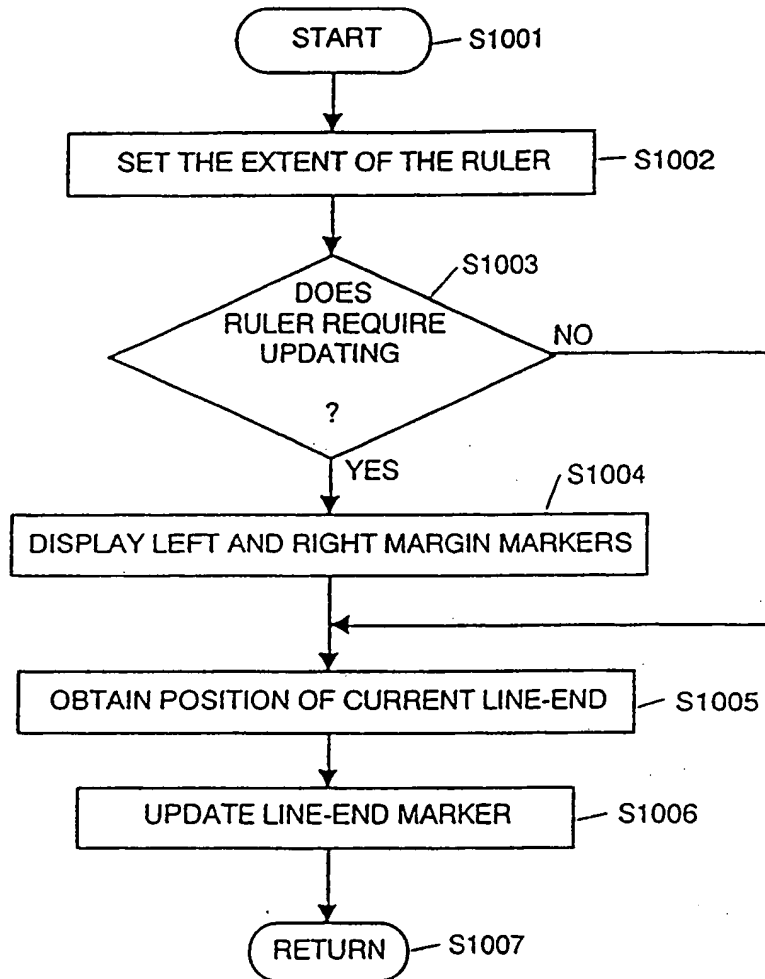 START
S1001
SET THE EXTENT OF THE RULER
S1002
S1003
DOES
RULER REQUIRE
UPDATING
?
NO
YES
S1004
DISPLAY LEFT AND RIGHT MARGIN MARKERS
OBTAIN POSITION OF CURRENT LINE-END
S1005
UPDATE LINE-END MARKER
S1006
RETURN
S1007